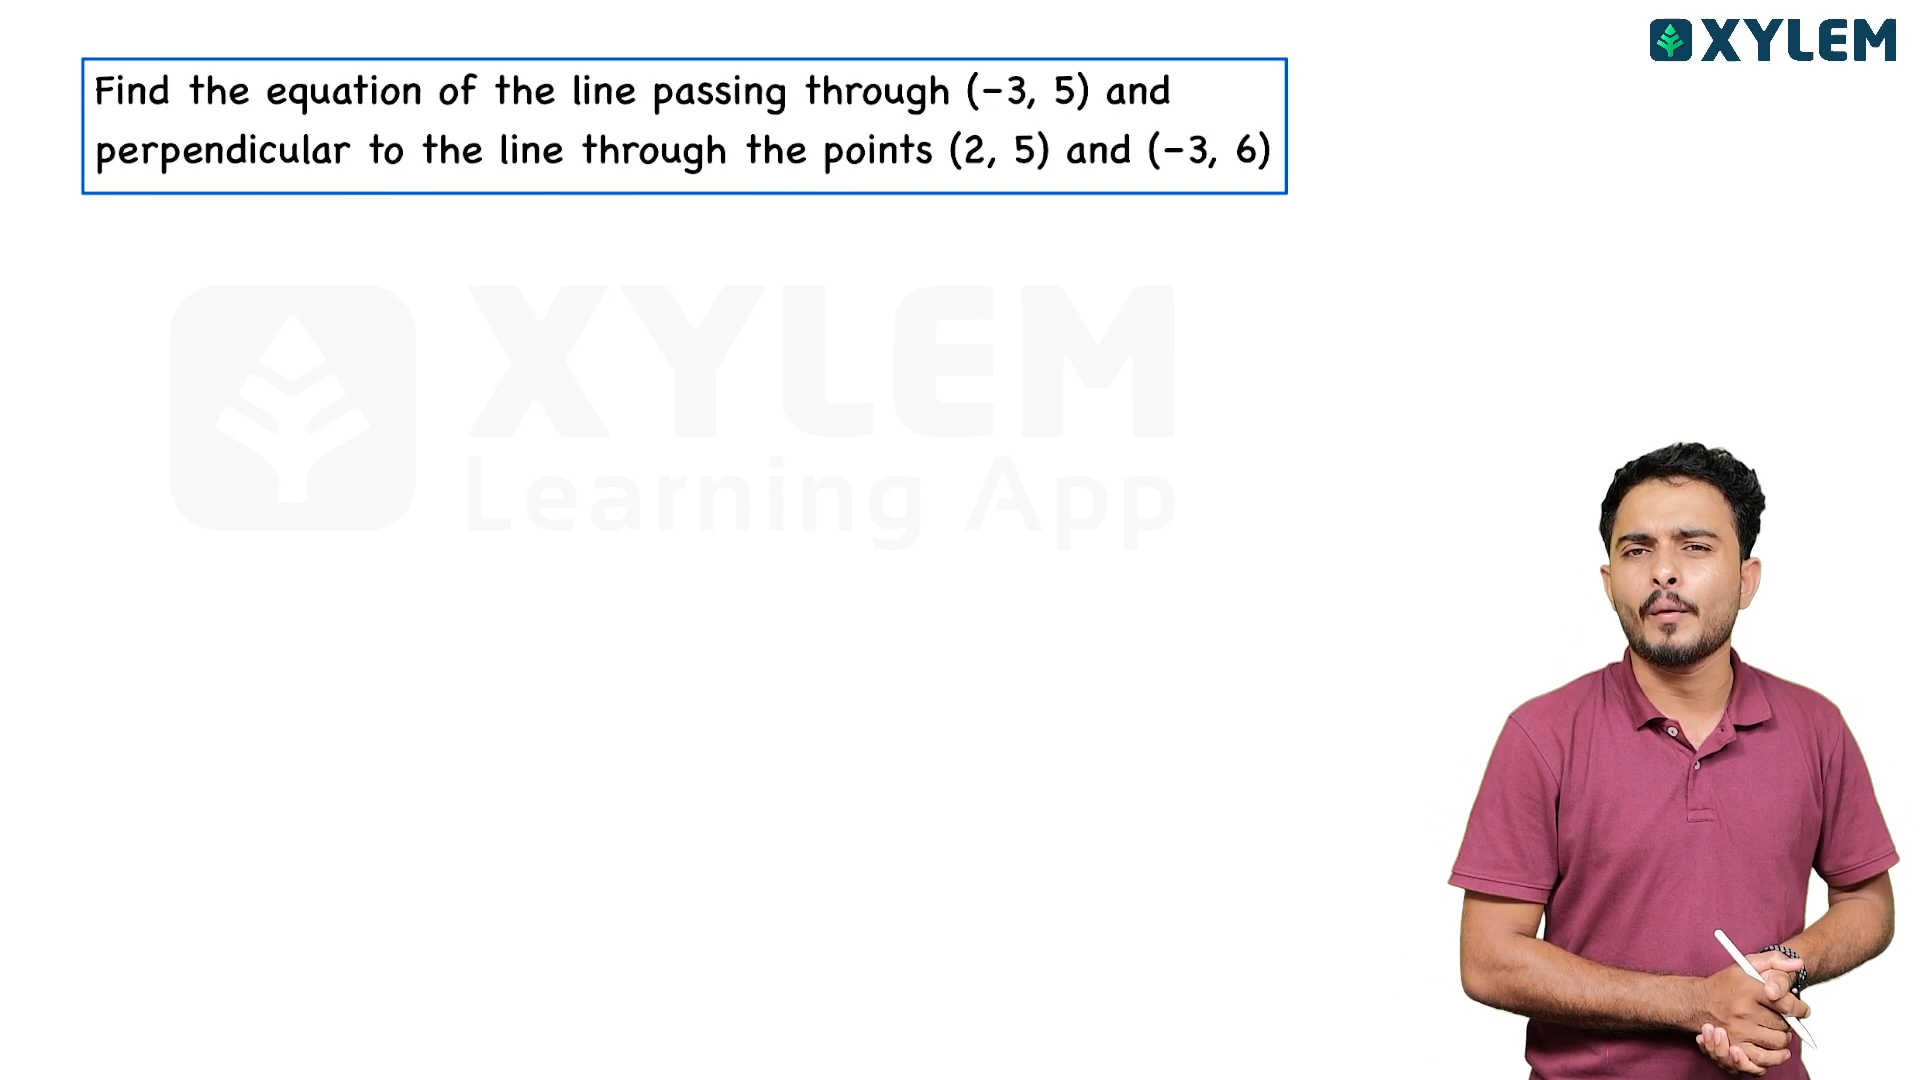 XYLEM
Find the equation of the line passing through (−3, 5) and
perpendicular to the line through the points (2, 5) and (−3, 6)
XYLEM
Learning App